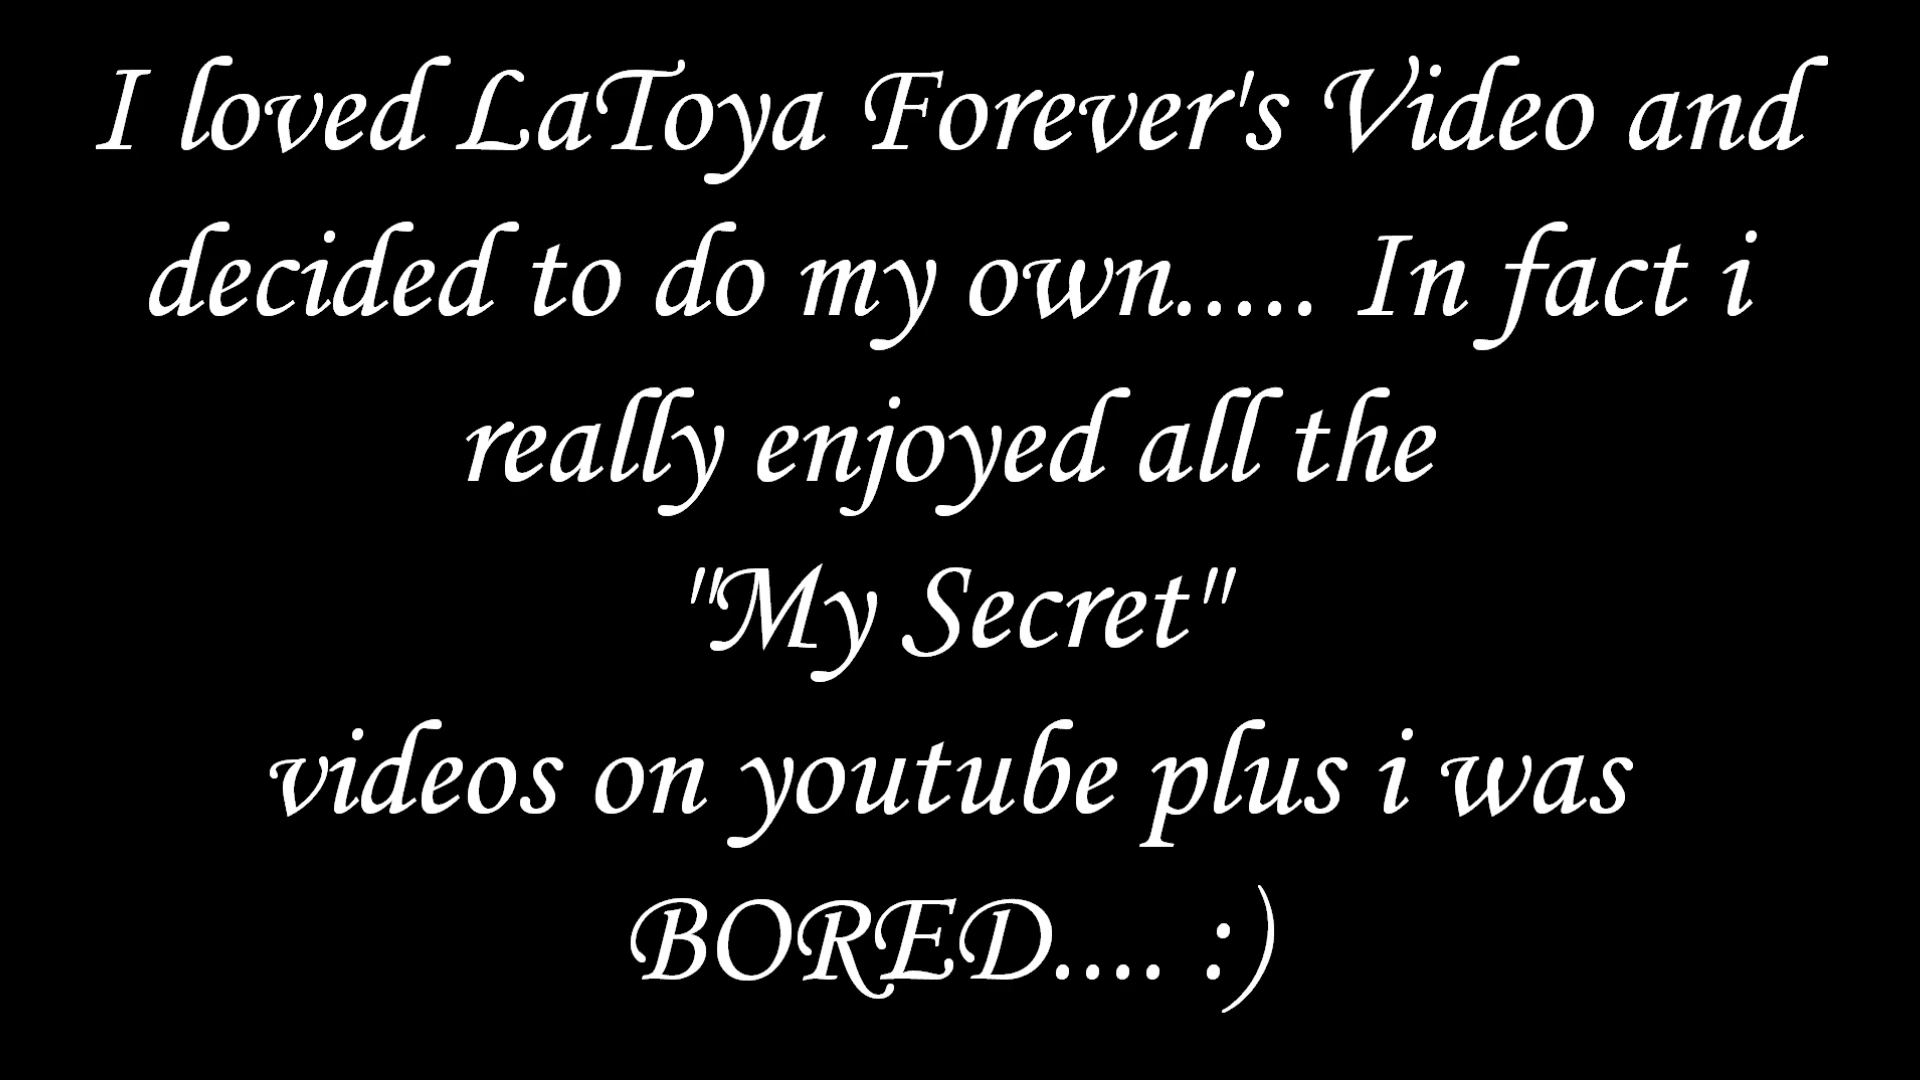 I loved LaToya Forever's Video and
decided to do my own..... In fact i
really enjoyed all the
"My Secret"
videos on youtube plus i was
BORED.... :)